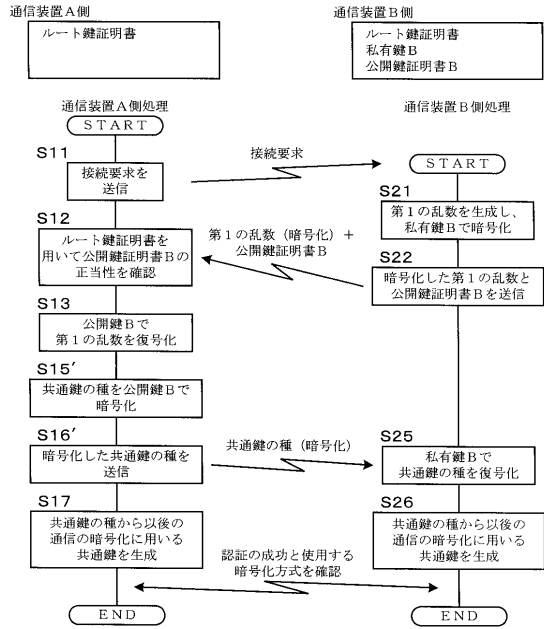 通信装置A側
ルート鍵証明書
通信装置B側
ルート鍵証明書
私有鍵B
公開鍵証明書B
通信装置A側処理
START
S11
接続要求を
送信
S12
ルート鍵証明書を
用いて公開鍵証明書Bの
正当性を確認
S13
公開鍵Bで
第1の乱数を復号化
S15′
共通鍵の種を公開鍵Bで
暗号化
S16′
暗号化した共通鍵の種を
送信
S17
共通鍵の種から以後の
通信の暗号化に用いる
共通鍵を生成
END
接続要求
第1の乱数（暗号化）＋
公開鍵証明書B
共通鍵の種（暗号化）
認証の成功と使用する
暗号化方式を確認
通信装置B側処理
START
S21
第1の乱数を生成し、
私有鍵Bで暗号化
S22
暗号化した第1の乱数と
公開鍵証明書Bを送信
S25
私有鍵Bで
共通鍵の種を復号化
S26
共通鍵の種から以後の
通信の暗号化に用いる
共通鍵を生成
END